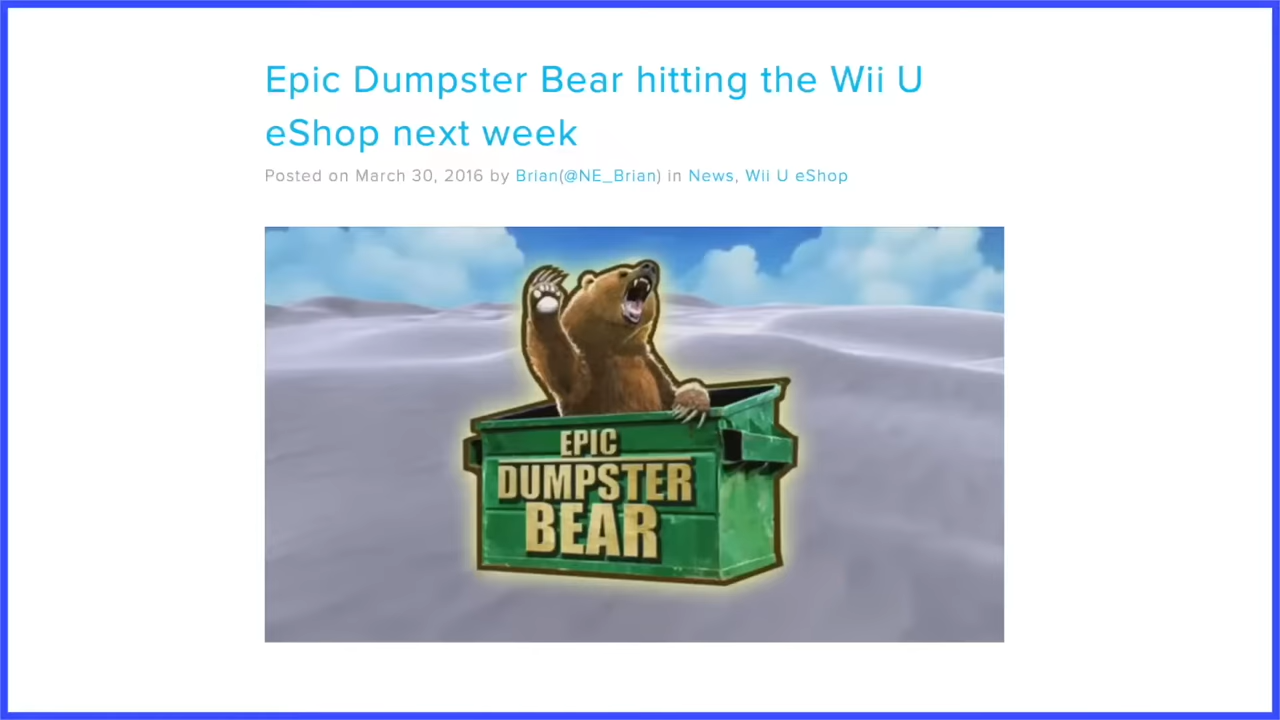 Epic Dumpster Bear hitting the Wii U
eShop next week
Posted on March 30, 2016 by Brian(@NE_Brian) in News, Wii U eShop
EPIC
DUMPSTER
BEAR